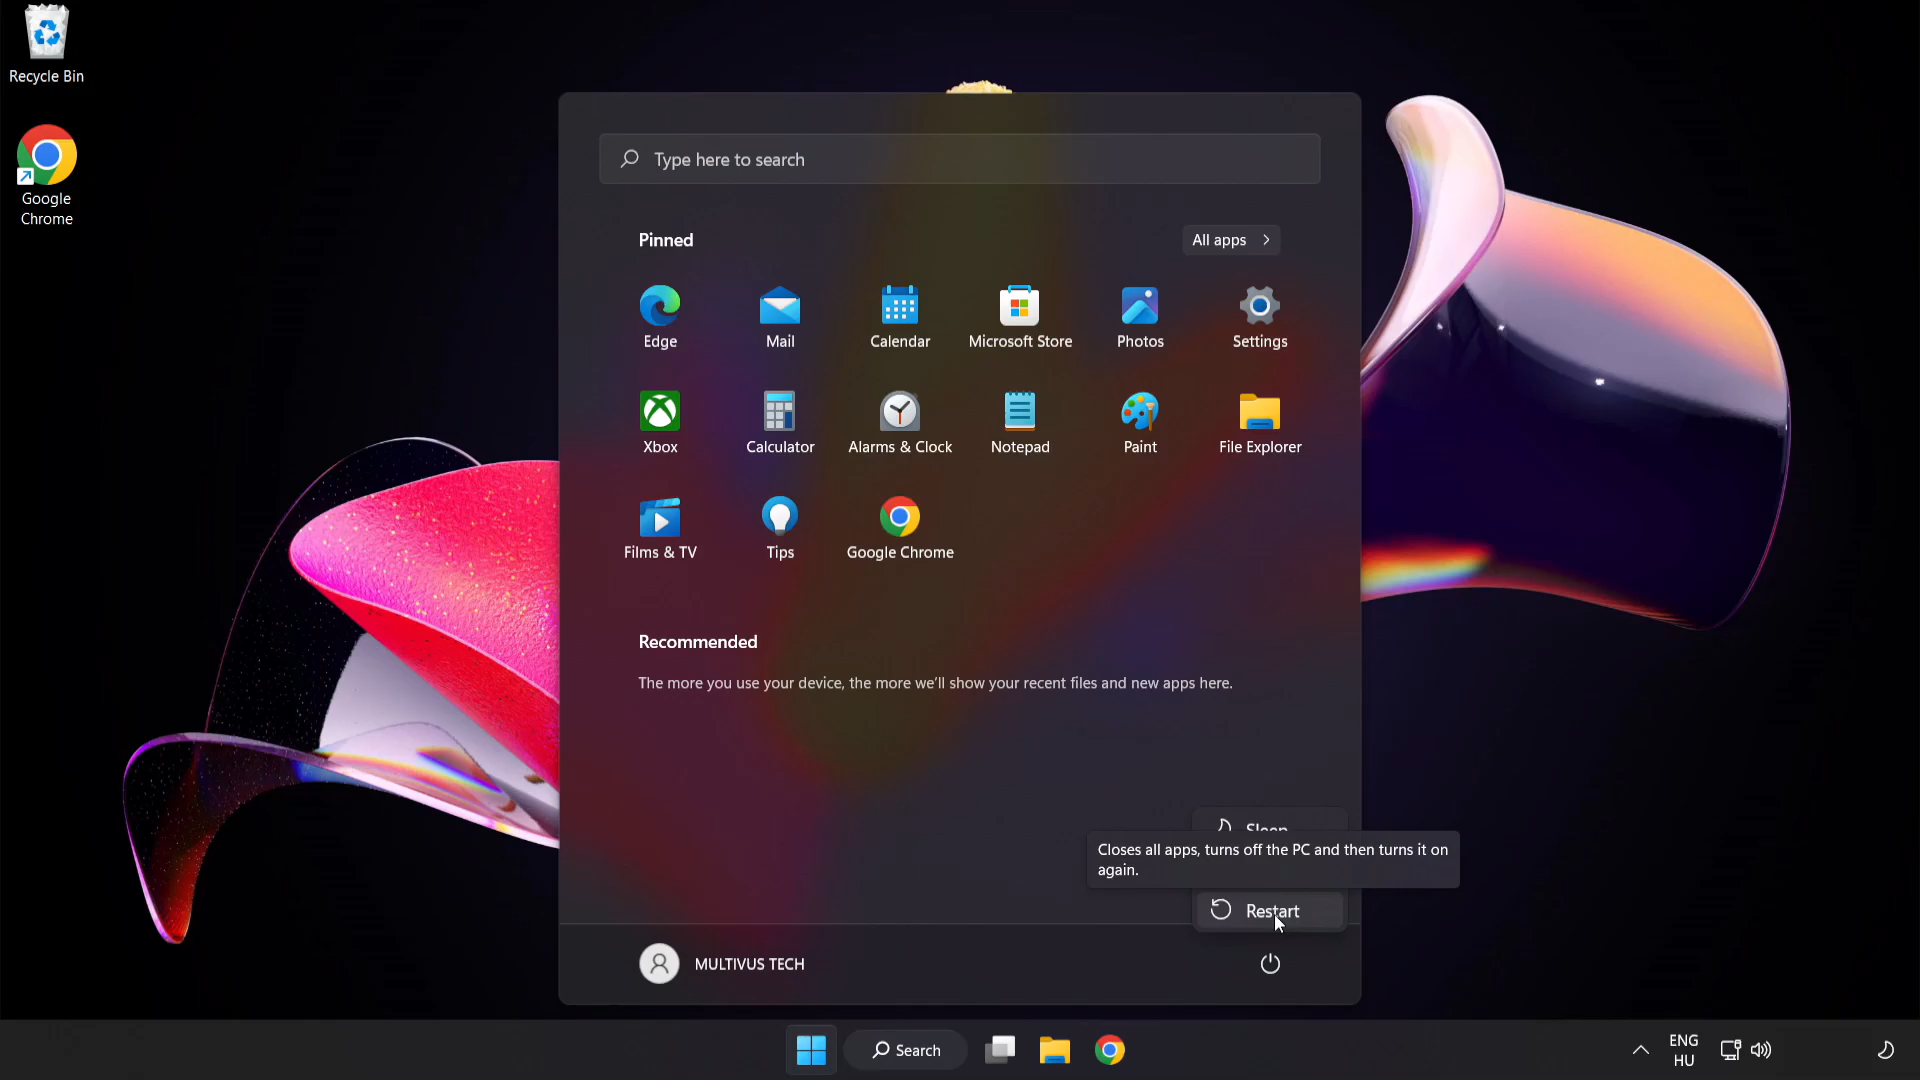 Recycle Bin
Google
Chrome
Type here to search
Pinned
All apps
Edge
Mail
Calendar
Microsoft Store
Photos
Settings
Xbox
Calculator
Alarms & Clock
Notepad
Paint
File Explorer
Films & TV
Tips
Google Chrome
Recommended
The more you use your device, the more we'll show your recent files and new apps here.
Sleep
Closes all apps, turns off the PC and then turns it on
again.
Restart
MULTIVUS TECH
Search
ENG
HU